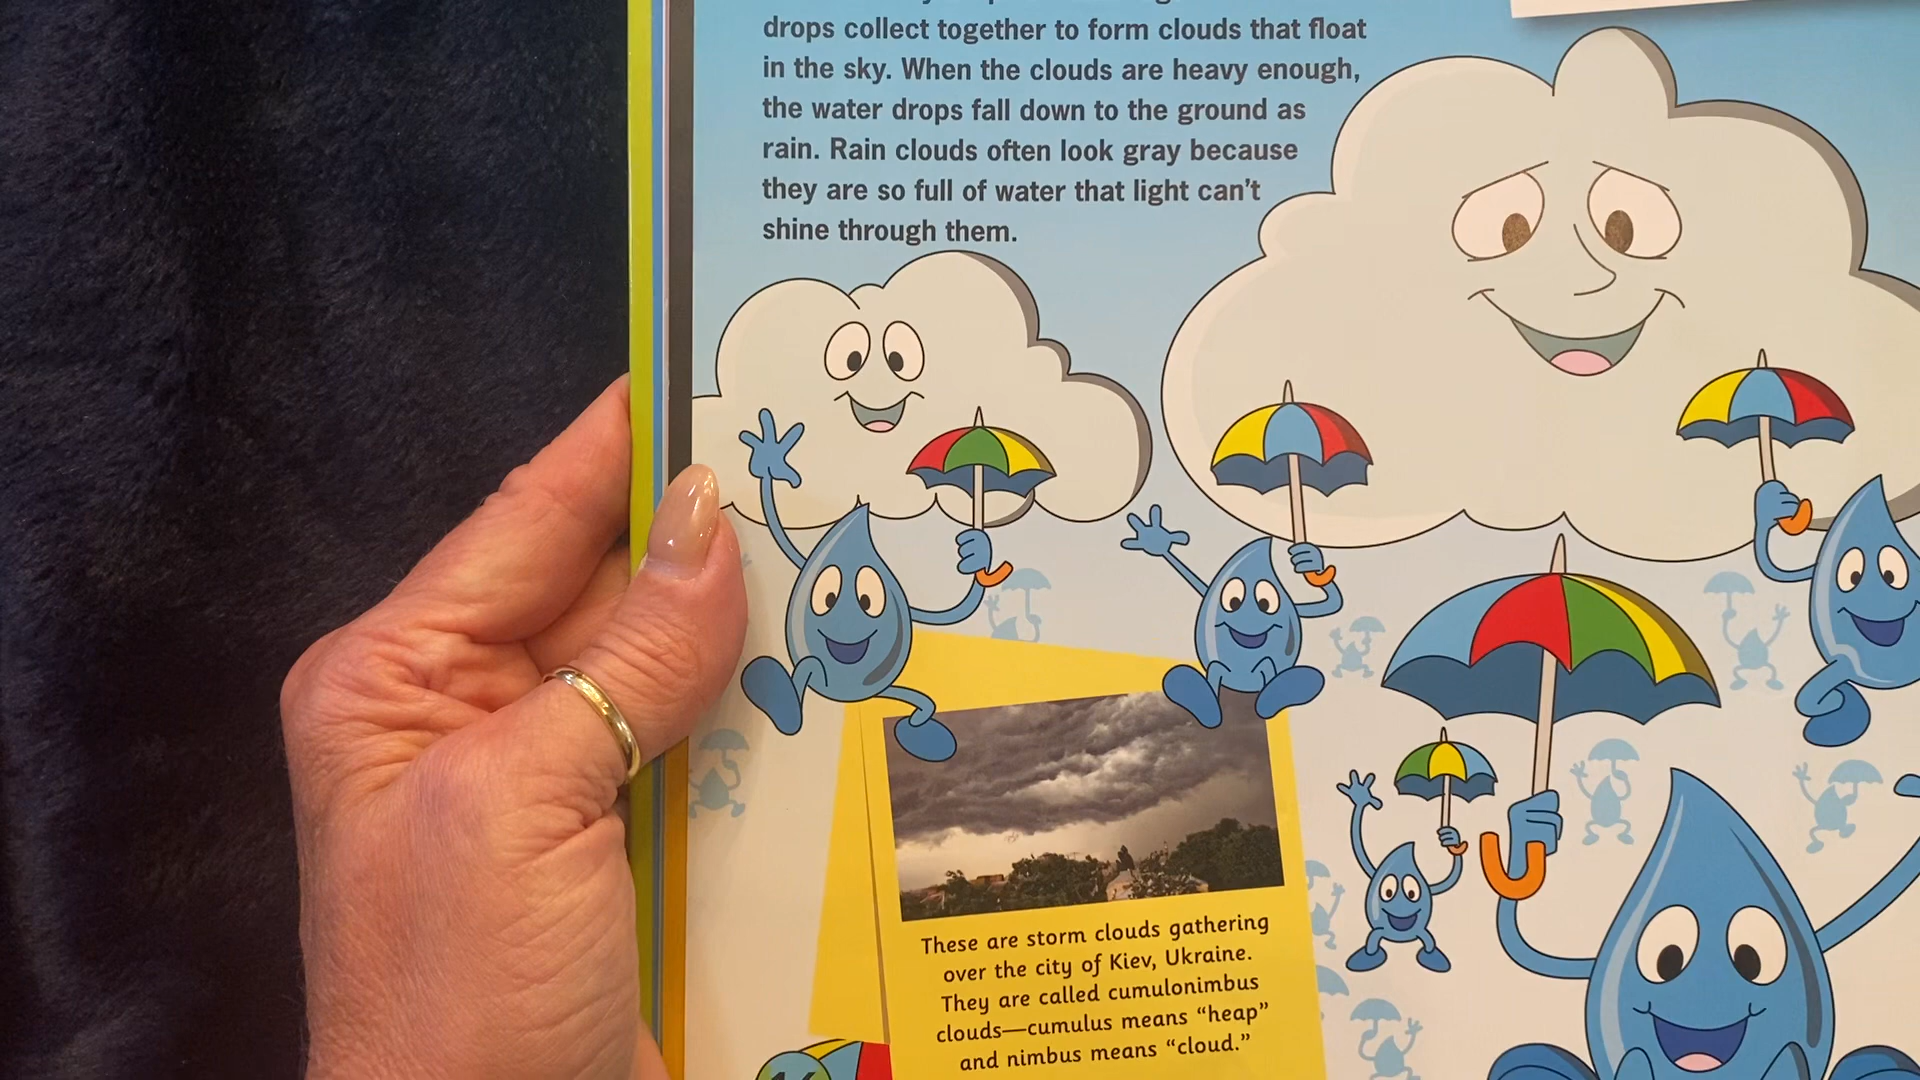 drops collect together to form clouds that float
in the sky. When the clouds are heavy enough,
the water drops fall down to the ground as
rain. Rain clouds often look gray because
they are so full of water that light can't
shine through them.
These are storm clouds gathering
over the city of Kiev, Ukraine.
They are called cumulonimbus
clouds—cumulus means “heap”
and nimbus means “cloud.”